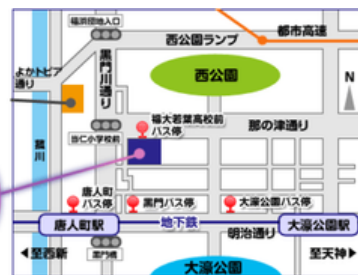 福浜団地入口
西公園ランプ
都市高速
よかトピア
通り
黒門川通り
西公園
N
福大若葉高校前
バス停
那の津通り
当仁小学校前
黒門バス停
唐人町
バス停
大濠公園バス停
唐人町駅
地下鉄
明治通り
大濠公園駅
◀至西新
黒門橋
大濠公園
至天神▶